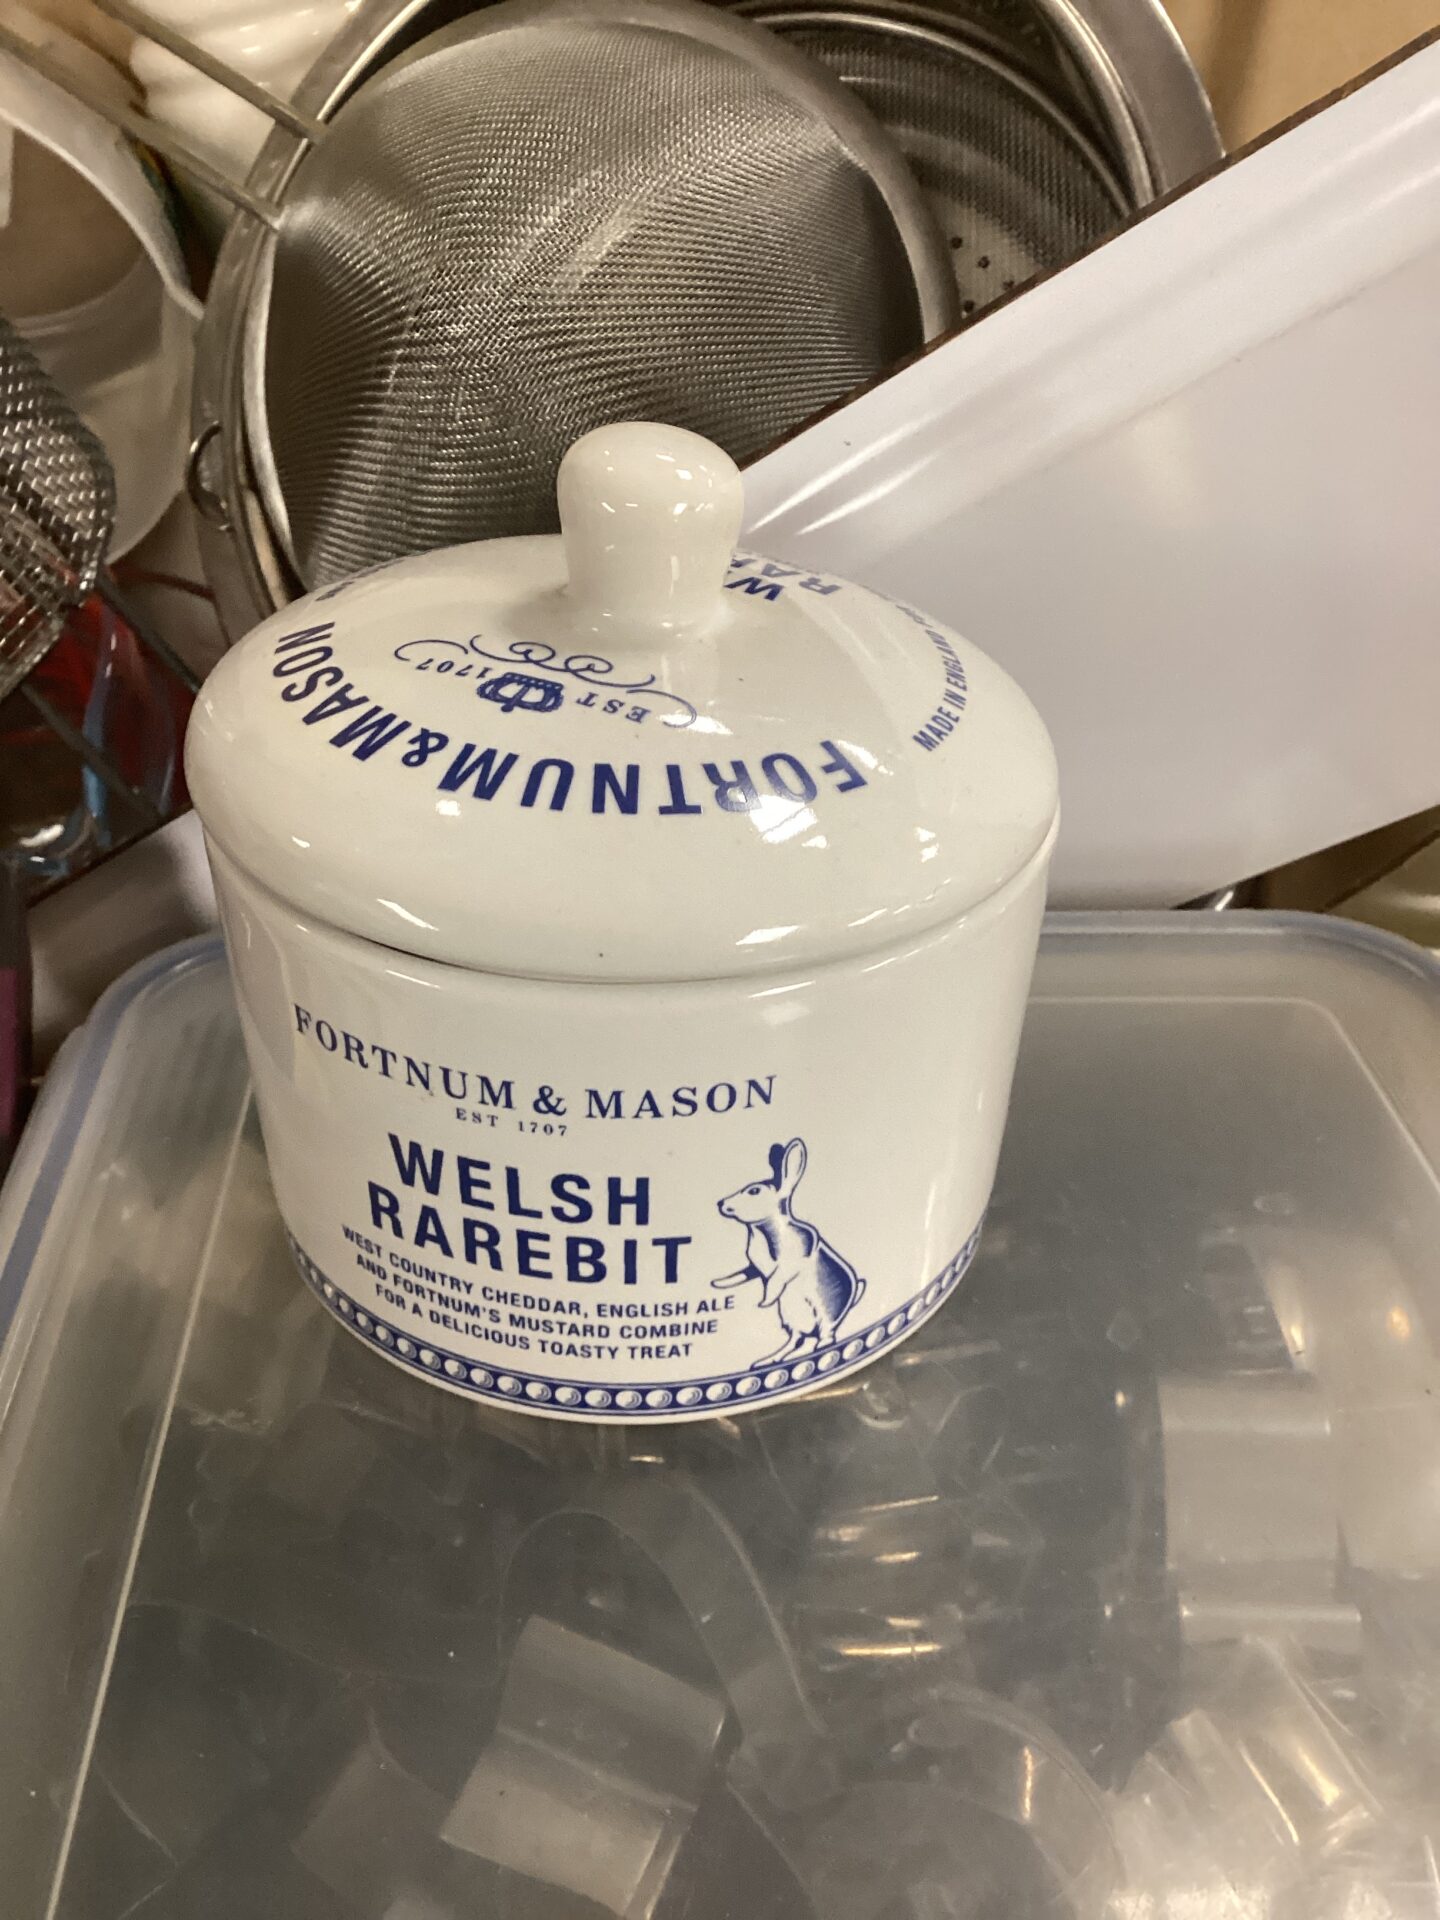 FORTNUM & MASON
EST 1707
MADE IN ENGLAND
FORTNUM & MASON
EST 1707
WELSH
RAREBIT
WEST COUNTRY CHEDDAR, ENGLISH ALE
AND FORTNUM'S MUSTARD COMBINE
FOR A DELICIOUS TOASTY TREAT